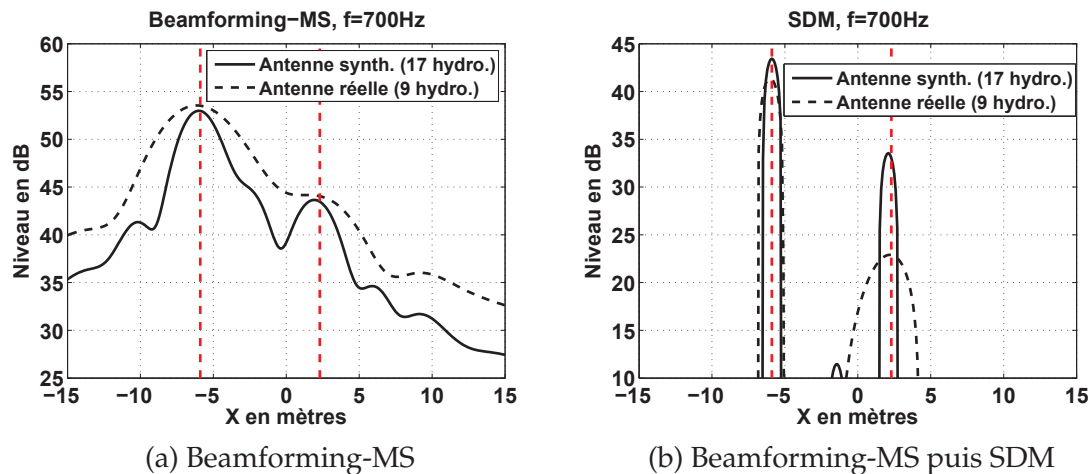 Beamforming−MS, f=700Hz
60
55
50
45
40
35
30
25
Niveau en dB
Antenne synth. (17 hydro.)
Antenne réelle (9 hydro.)
−15 −10 −5 0 5 10 15
X en mètres
(a) Beamforming-MS
SDM, f=700Hz
45
40
35
30
25
20
15
10
Niveau en dB
Antenne synth. (17 hydro.)
Antenne réelle (9 hydro.)
−15 −10 −5 0 5 10 15
X en mètres
(b) Beamforming-MS puis SDM